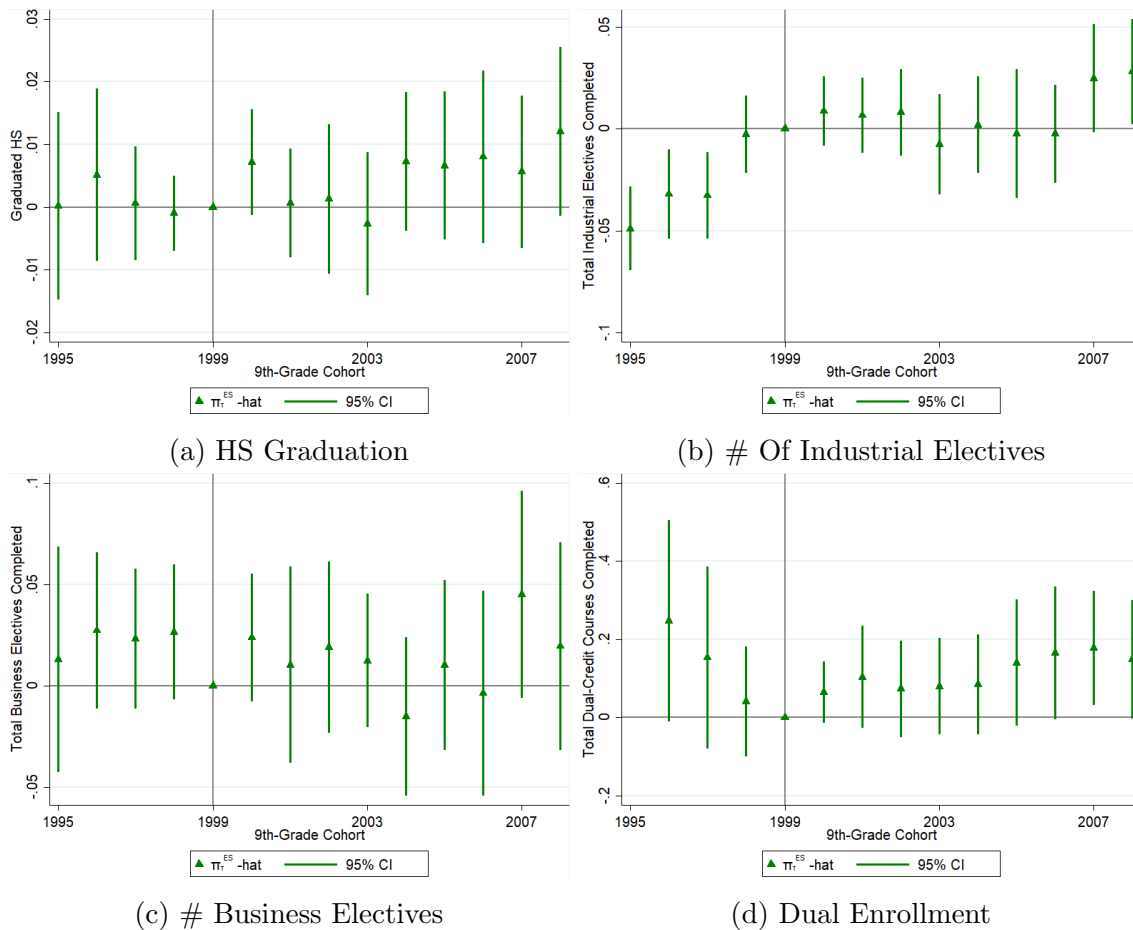 .03
.02
.01
0
-.01
-.02
Graduated HS
1995
1999
2003
2007
9th-Grade Cohort
π_τ^ES -hat
95% CI
(a) HS Graduation
.05
0
-.05
-.1
Total Industrial Electives Completed
1995
1999
2003
2007
9th-Grade Cohort
π_τ^ES -hat
95% CI
(b) # Of Industrial Electives
.1
.05
0
-.05
Total Business Electives Completed
1995
1999
2003
2007
9th-Grade Cohort
π_τ^ES -hat
95% CI
(c) # Business Electives
.6
.4
.2
0
-.2
Total Dual-Credit Courses Completed
1995
1999
2003
2007
9th-Grade Cohort
π_τ^ES -hat
95% CI
(d) Dual Enrollment